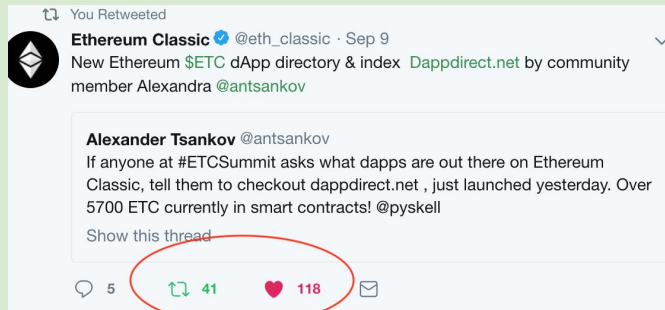 You Retweeted
Ethereum Classic @eth_classic · Sep 9
New Ethereum $ETC dApp directory & index Dappdirect.net by community
member Alexandra @antsankov
Alexander Tsankov @antsankov
If anyone at #ETCSummit asks what dapps are out there on Ethereum
Classic, tell them to checkout dappdirect.net , just launched yesterday. Over
5700 ETC currently in smart contracts! @pyskell
Show this thread
5 41 118